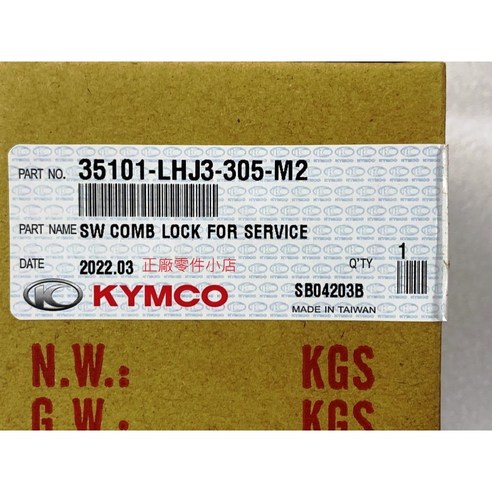 PART NO. 35101-LHJ3-305-M2
PART NAME SW COMB LOCK FOR SERVICE
DATE 2022.03 正廠零件小店 Q'TY 1
KYMCO SB04203B
MADE IN TAIWAN
N.W.: KGS
G.W.: KGS